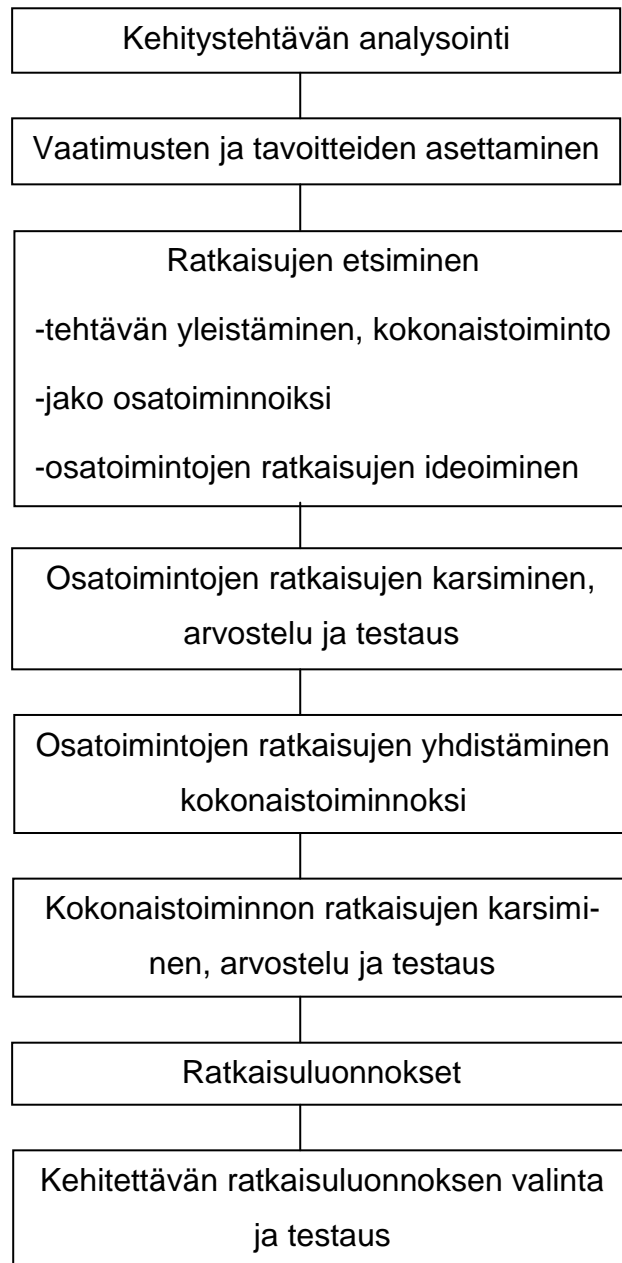 Kehitystehtävän analysointi
Vaatimusten ja tavoitteiden asettaminen
Ratkaisujen etsiminen
-tehtävän yleistäminen, kokonaistoiminto
-jako osatoiminnoiksi
-osatoimintojen ratkaisujen ideoiminen
Osatoimintojen ratkaisujen karsiminen,
arvostelu ja testaus
Osatoimintojen ratkaisujen yhdistäminen
kokonaistoiminnoksi
Kokonaistoiminnon ratkaisujen karsimi-
nen, arvostelu ja testaus
Ratkaisuluonnokset
Kehitettävän ratkaisuluonnoksen valinta
ja testaus